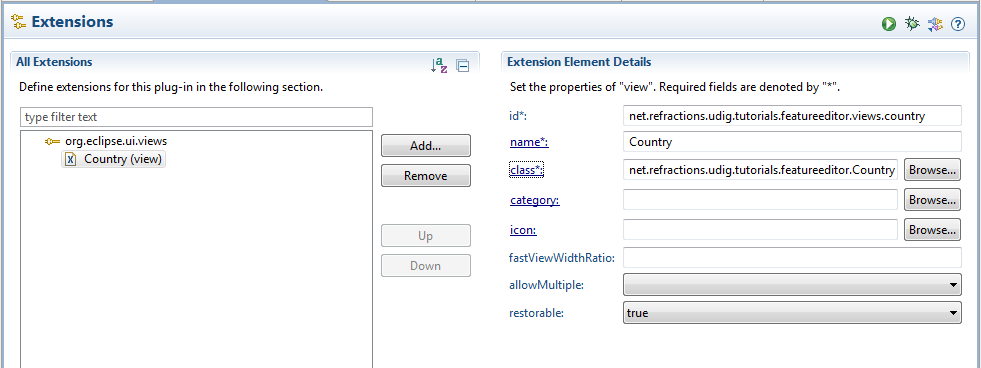 Extensions
All Extensions
Define extensions for this plug-in in the following section.
type filter text
org.eclipse.ui.views
Country (view)
Add...
Remove
Up
Down
Extension Element Details
Set the properties of "view". Required fields are denoted by "*".
id*: net.refractions.udig.tutorials.featureeditor.views.country
name*: Country
class*: net.refractions.udig.tutorials.featureeditor.Country Browse...
category: Browse...
icon: Browse...
fastViewWidthRatio:
allowMultiple:
restorable: true